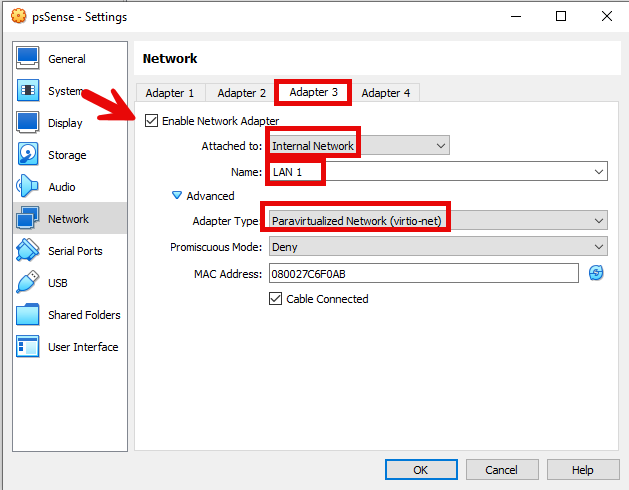 psSense - Settings
General
System
Display
Storage
Audio
Network
Serial Ports
USB
Shared Folders
User Interface
Network
Adapter 1 Adapter 2 Adapter 3 Adapter 4
Enable Network Adapter
Attached to: Internal Network
Name: LAN 1
Advanced
Adapter Type: Paravirtualized Network (virtio-net)
Promiscuous Mode: Deny
MAC Address: 080027C6F0AB
Cable Connected
OK Cancel Help